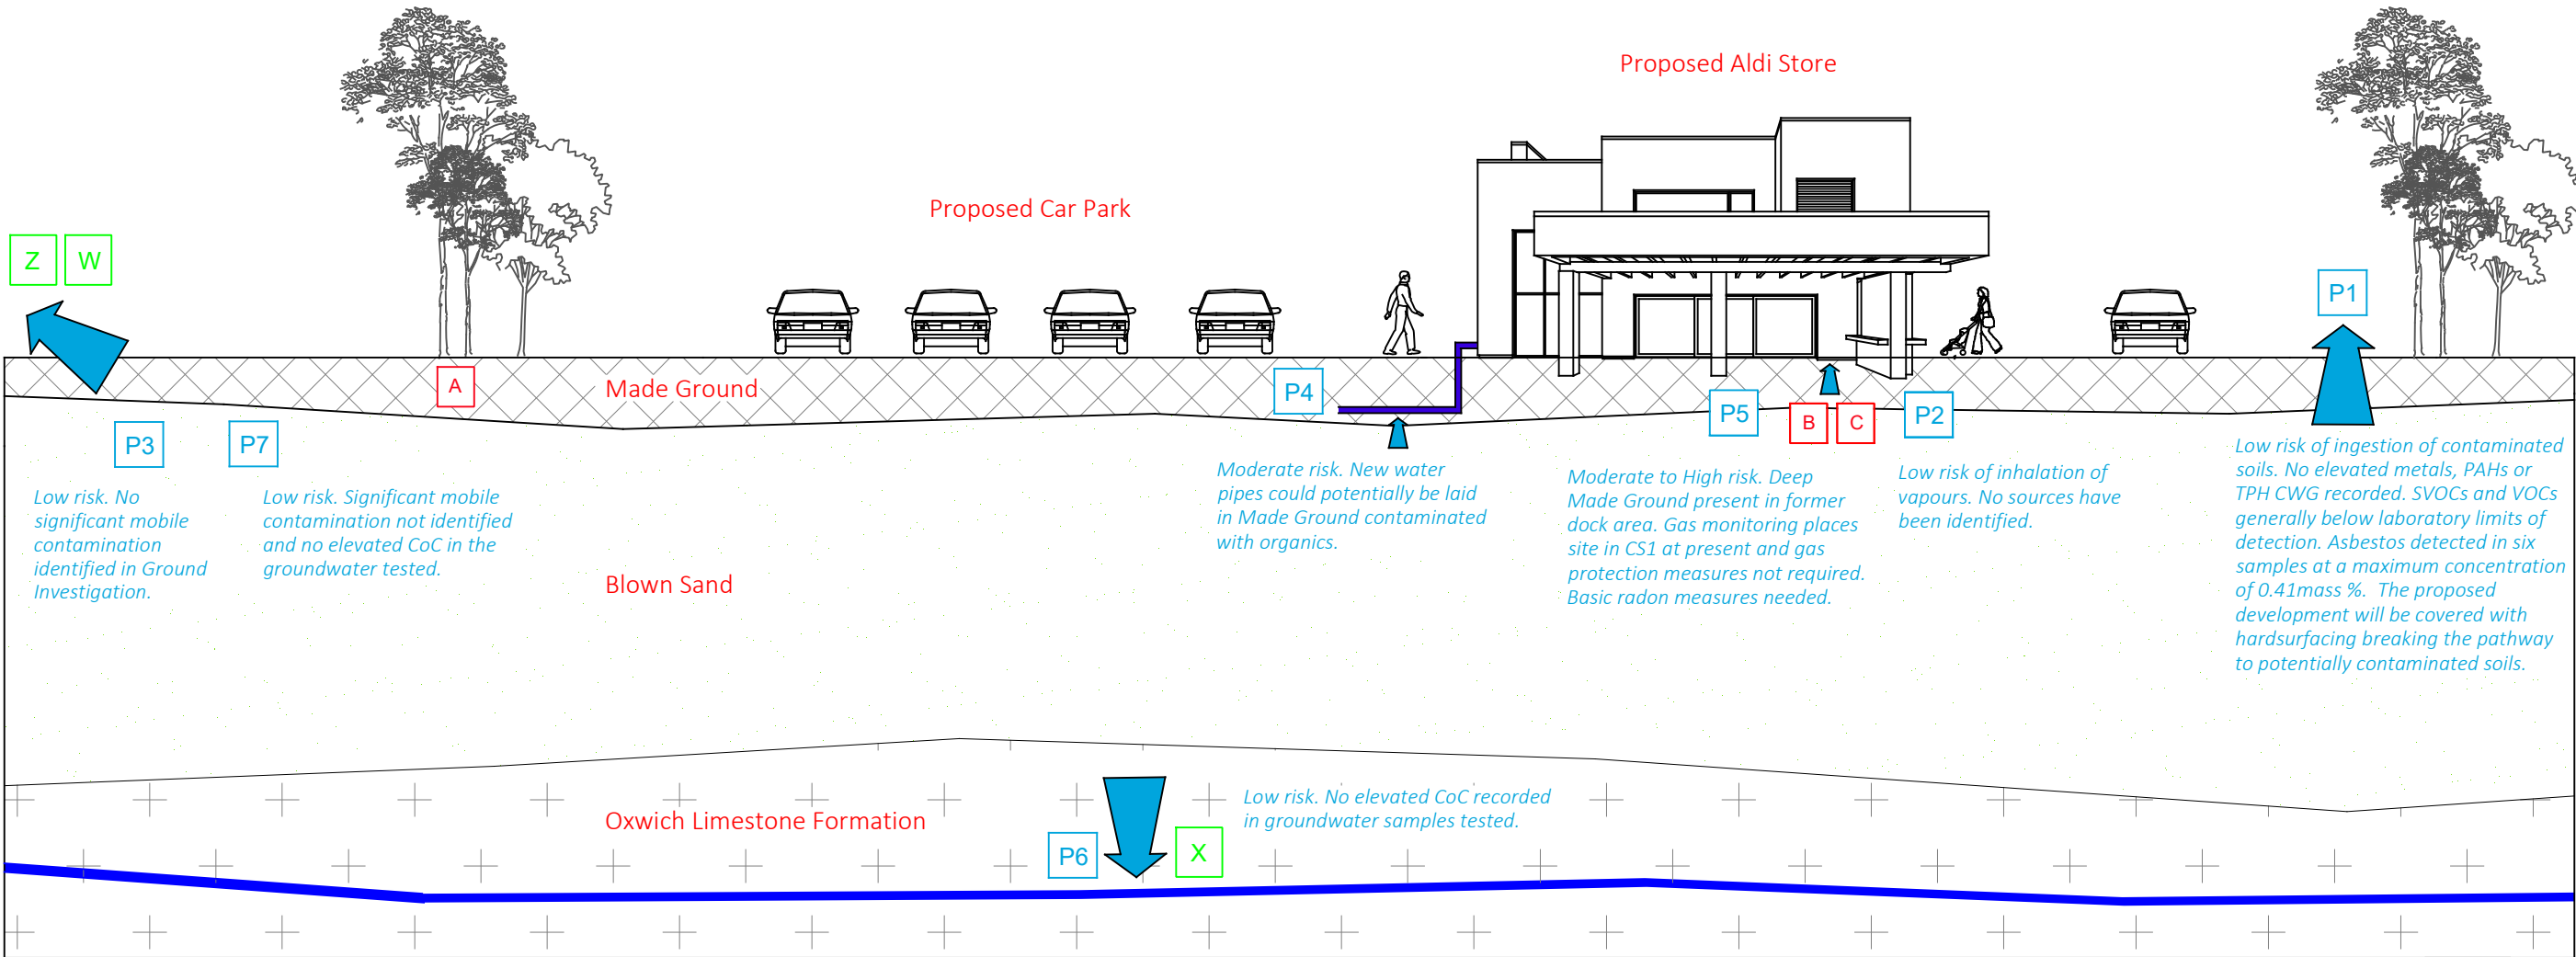 Proposed Aldi Store
Proposed Car Park
Z W
P1
A
Made Ground
P4
P5
B C
P2
P3
P7
Low risk. No
significant mobile
contamination
identified in Ground
Investigation.
Low risk. Significant mobile
contamination not identified
and no elevated CoC in the
groundwater tested.
Moderate risk. New water
pipes could potentially be laid
in Made Ground contaminated
with organics.
Moderate to High risk. Deep
Made Ground present in former
dock area. Gas monitoring places
site in CS1 at present and gas
protection measures not required.
Basic radon measures needed.
Low risk of inhalation of
vapours. No sources have
been identified.
Low risk of ingestion of contaminated
soils. No elevated metals, PAHs or
TPH CWG recorded. SVOCs and VOCs
generally below laboratory limits of
detection. Asbestos detected in six
samples at a maximum concentration
of 0.41mass %. The proposed
development will be covered with
hardsurfacing breaking the pathway
to potentially contaminated soils.
Blown Sand
Oxwich Limestone Formation
P6
X
Low risk. No elevated CoC recorded
in groundwater samples tested.